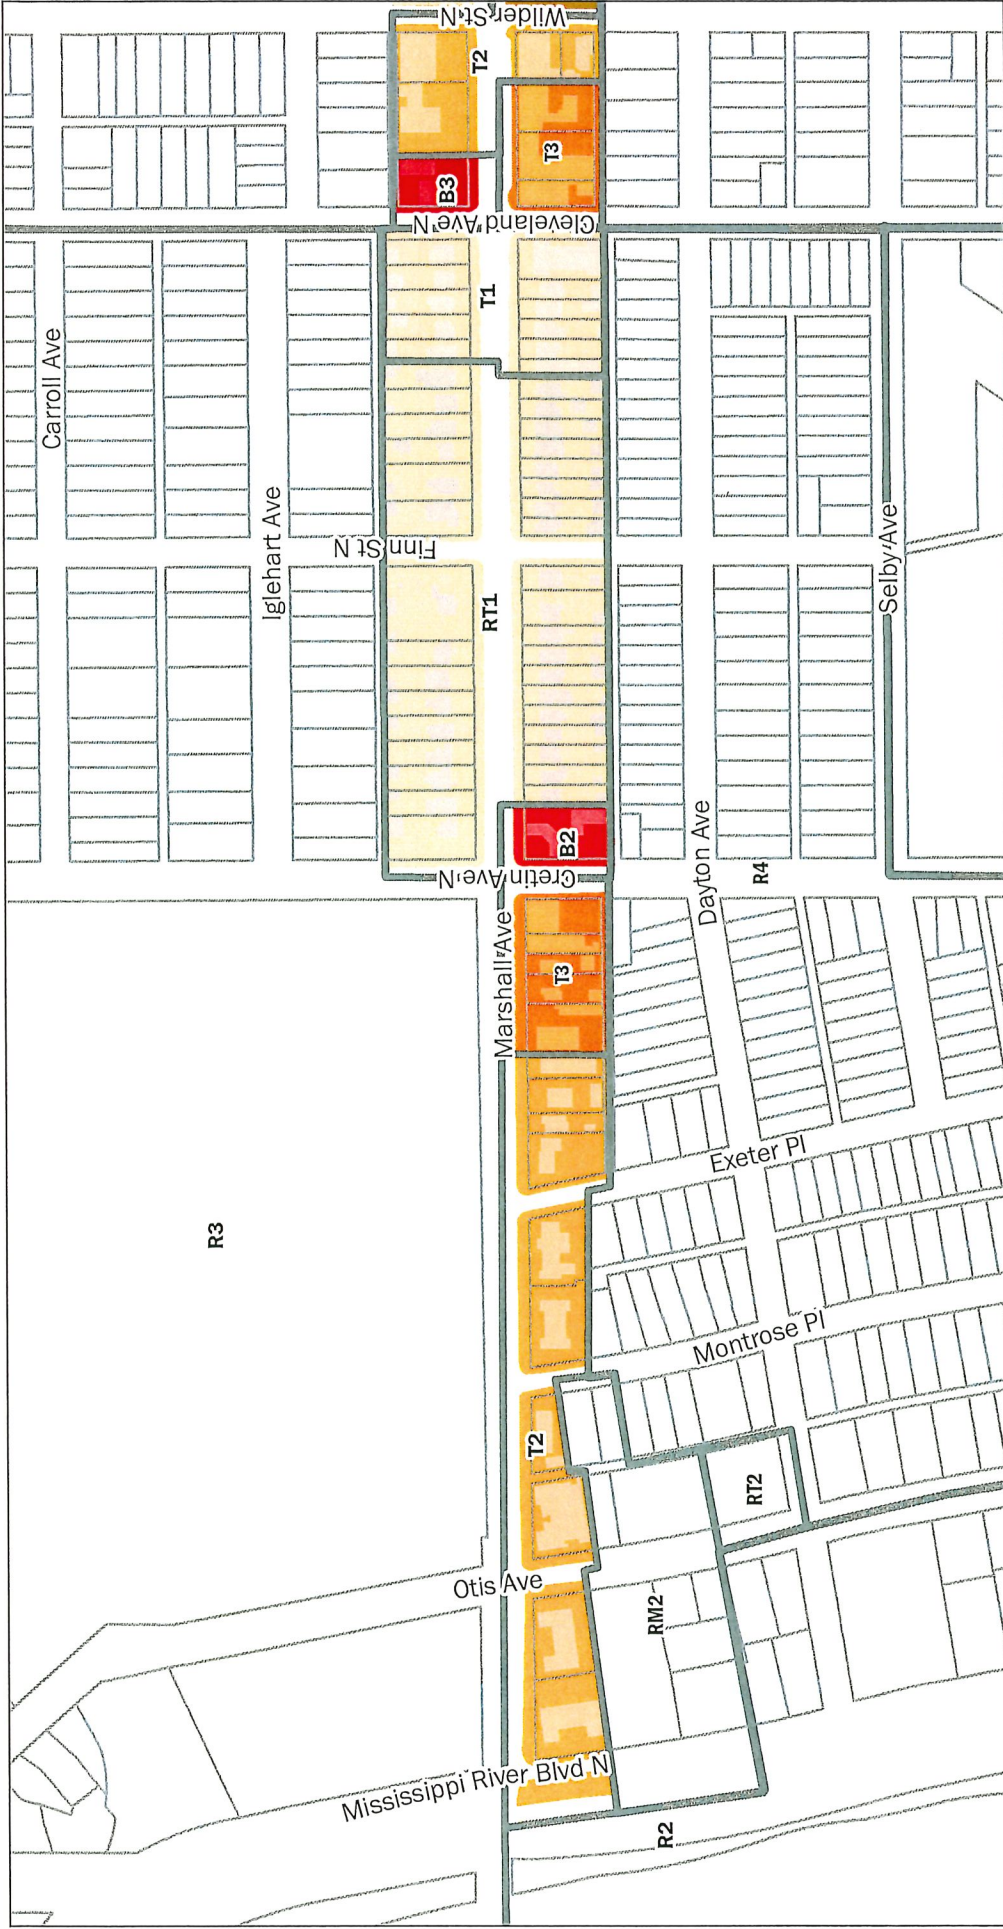 Wilder St N
T2
T3
B3
Cleveland Ave N
T1
Carroll Ave
Iglehart Ave
Finn St N
RT1
Selby Ave
B2
Cretin Ave N
Dayton Ave
R4
Marshall Ave
T3
R3
Exeter Pl
Montrose Pl
T2
RT2
Otis Ave
RM2
Mississippi River Blvd N
R2